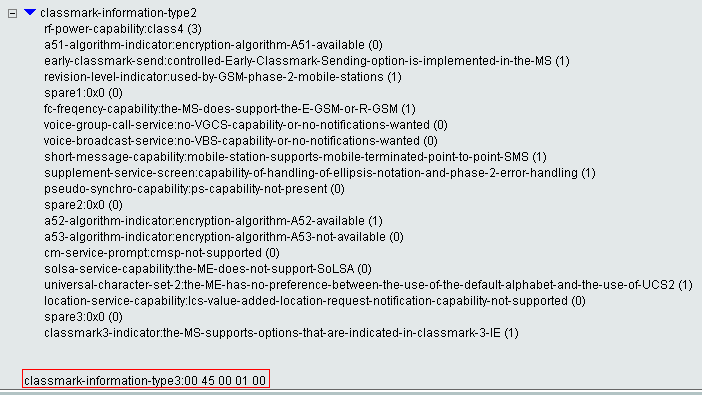 classmark-information-type2
rf-power-capability:class4 (3)
a51-algorithm-indicator:encryption-algorithm-A51-available (0)
early-classmark-send:controlled-Early-Classmark-Sending-option-is-implemented-in-the-MS (1)
revision-level-indicator:used-by-GSM-phase-2-mobile-stations (1)
spare1:0x0 (0)
fc-freqency-capability:the-MS-does-support-the-E-GSM-or-R-GSM (1)
voice-group-call-service:no-VGCS-capability-or-no-notifications-wanted (0)
voice-broadcast-service:no-VBS-capability-or-no-notifications-wanted (0)
short-message-capability:mobile-station-supports-mobile-terminated-point-to-point-SMS (1)
supplement-service-screen:capability-of-handling-of-ellipsis-notation-and-phase-2-error-handling (1)
pseudo-synchro-capability:ps-capability-not-present (0)
spare2:0x0 (0)
a52-algorithm-indicator:encryption-algorithm-A52-available (1)
a53-algorithm-indicator:encryption-algorithm-A53-not-available (0)
cm-service-prompt:cmsp-not-supported (0)
solsa-service-capability:the-ME-does-not-support-SoLSA (0)
universal-character-set-2:the-ME-has-no-preference-between-the-use-of-the-default-alphabet-and-the-use-of-UCS2 (1)
location-service-capability:lcs-value-added-location-request-notification-capability-not-supported (0)
spare3:0x0 (0)
classmark3-indicator:the-MS-supports-options-that-are-indicated-in-classmark-3-IE (1)
classmark-information-type3:00 45 00 01 00